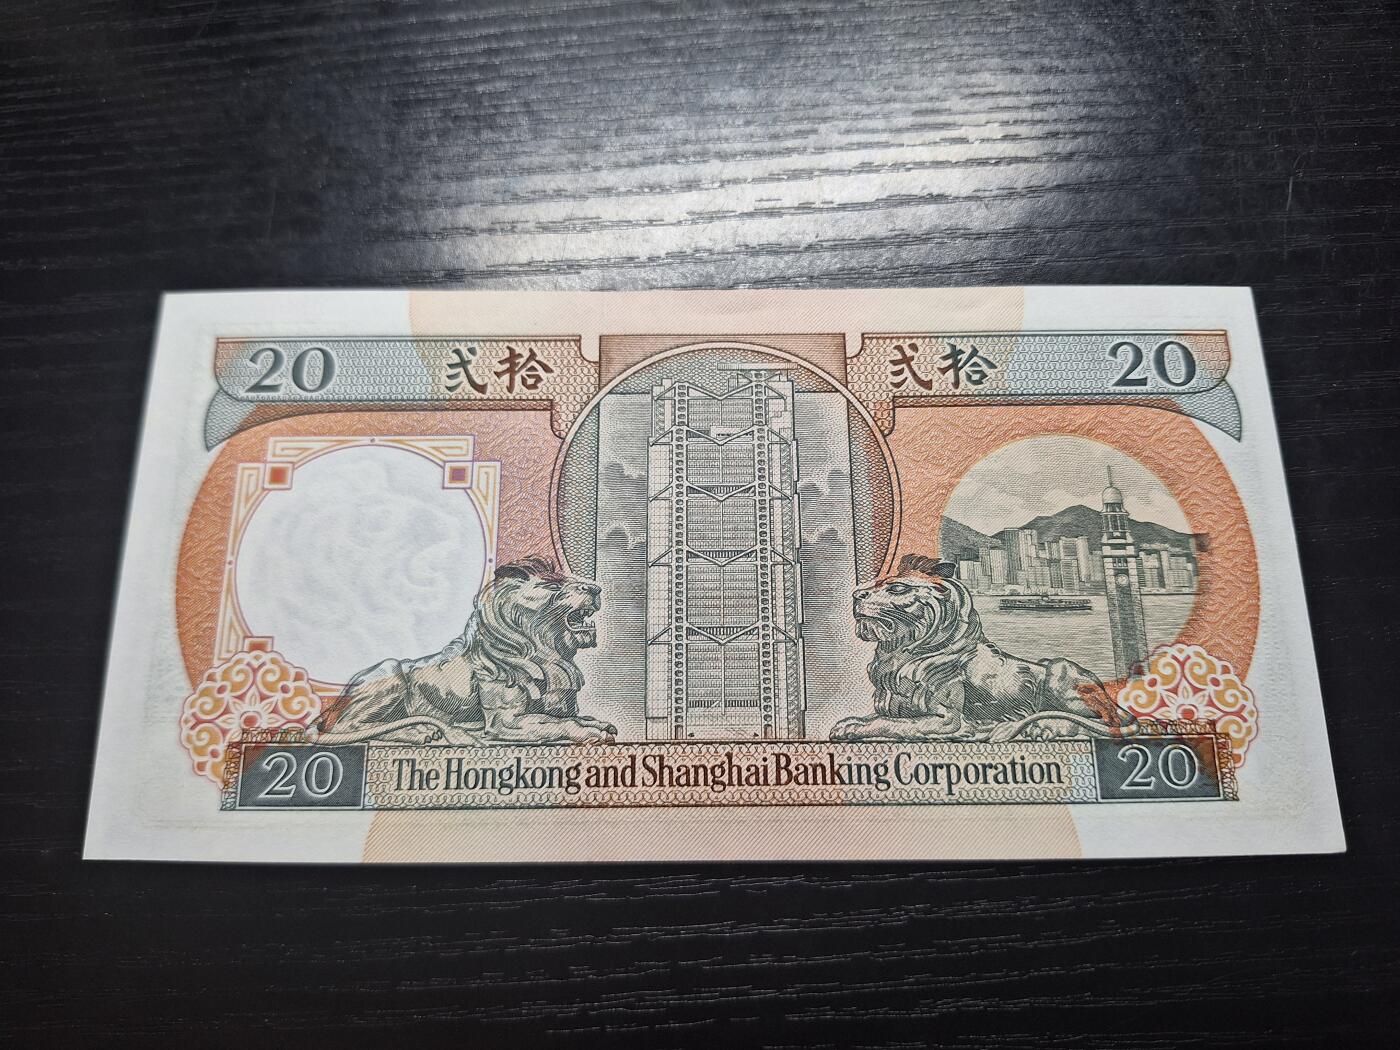 20 贰拾 贰拾 20
20 The Hongkong and Shanghai Banking Corporation 20